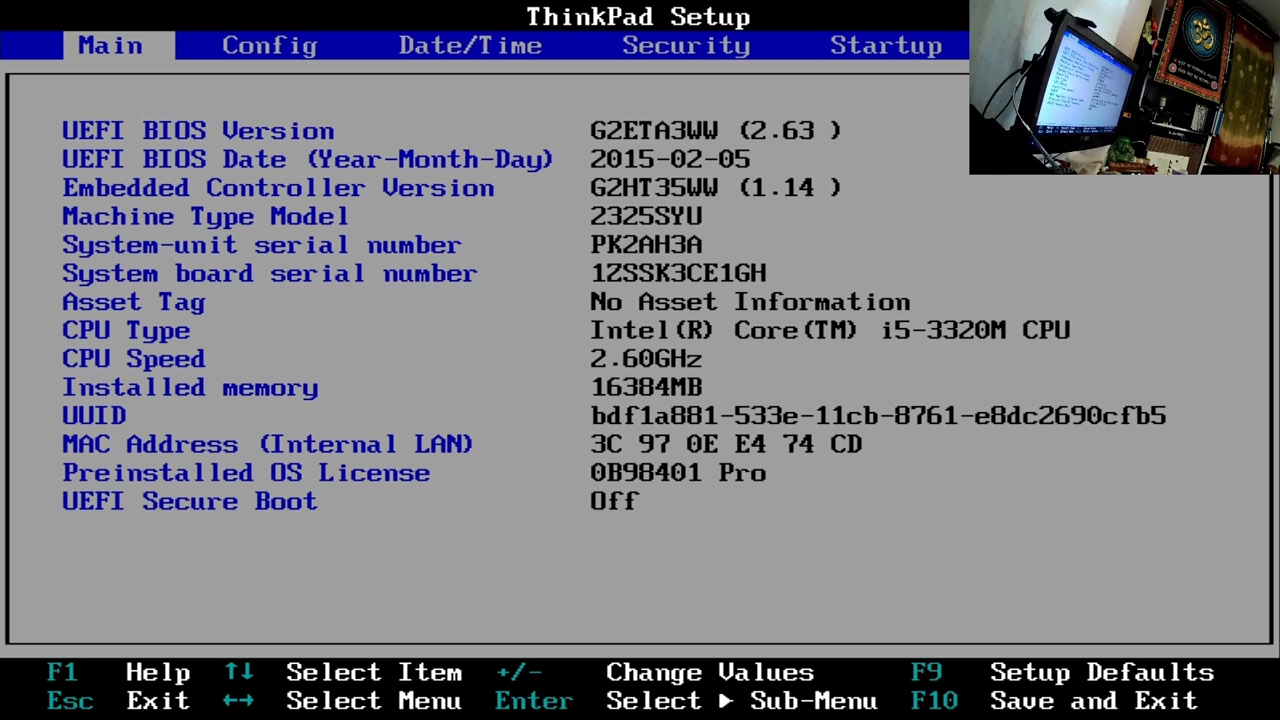 ThinkPad Setup
Main Config Date/Time Security Startup
UEFI BIOS Version G2ETA3WW (2.63 )
UEFI BIOS Date (Year-Month-Day) 2015-02-05
Embedded Controller Version G2HT35WW (1.14 )
Machine Type Model 2325SYU
System-unit serial number PK2AH3A
System board serial number 1ZSSK3CE1GH
Asset Tag No Asset Information
CPU Type Intel(R) Core(TM) i5-3320M CPU
CPU Speed 2.60GHz
Installed memory 16384MB
UUID bdf1a881-533e-11cb-8761-e8dc2690cfb5
MAC Address (Internal LAN) 3C 97 0E E4 74 CD
Preinstalled OS License 0B98401 Pro
UEFI Secure Boot Off
F1 Help ↑↓ Select Item +/- Change Values F9 Setup Defaults
Esc Exit ←→ Select Menu Enter Select ▶ Sub-Menu F10 Save and Exit